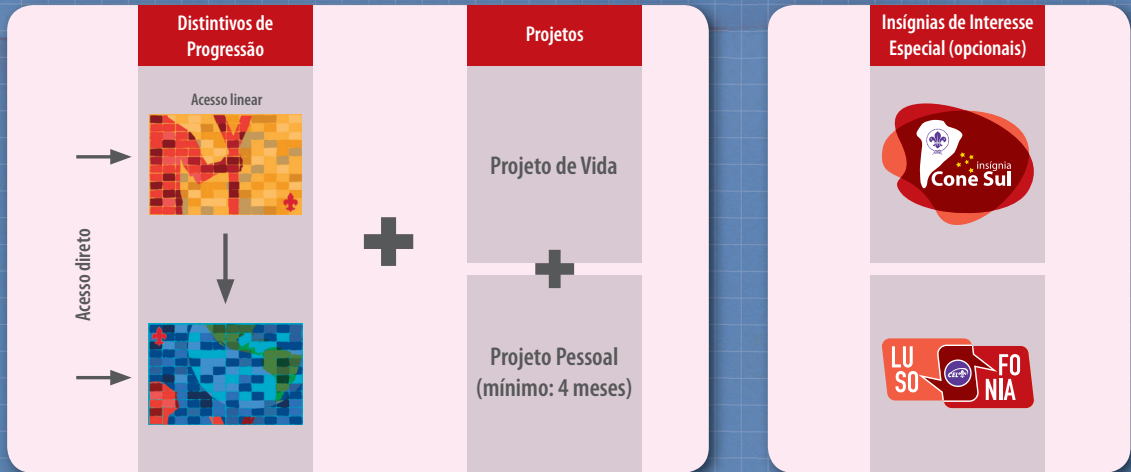 Distintivos de
Progressão
Acesso linear
Acesso direto
Projetos
Projeto de Vida
Projeto Pessoal
(mínimo: 4 meses)
Insígnias de Interesse
Especial (opcionais)
insígnia
Cone Sul
LU
SO
CEL
FO
NIA